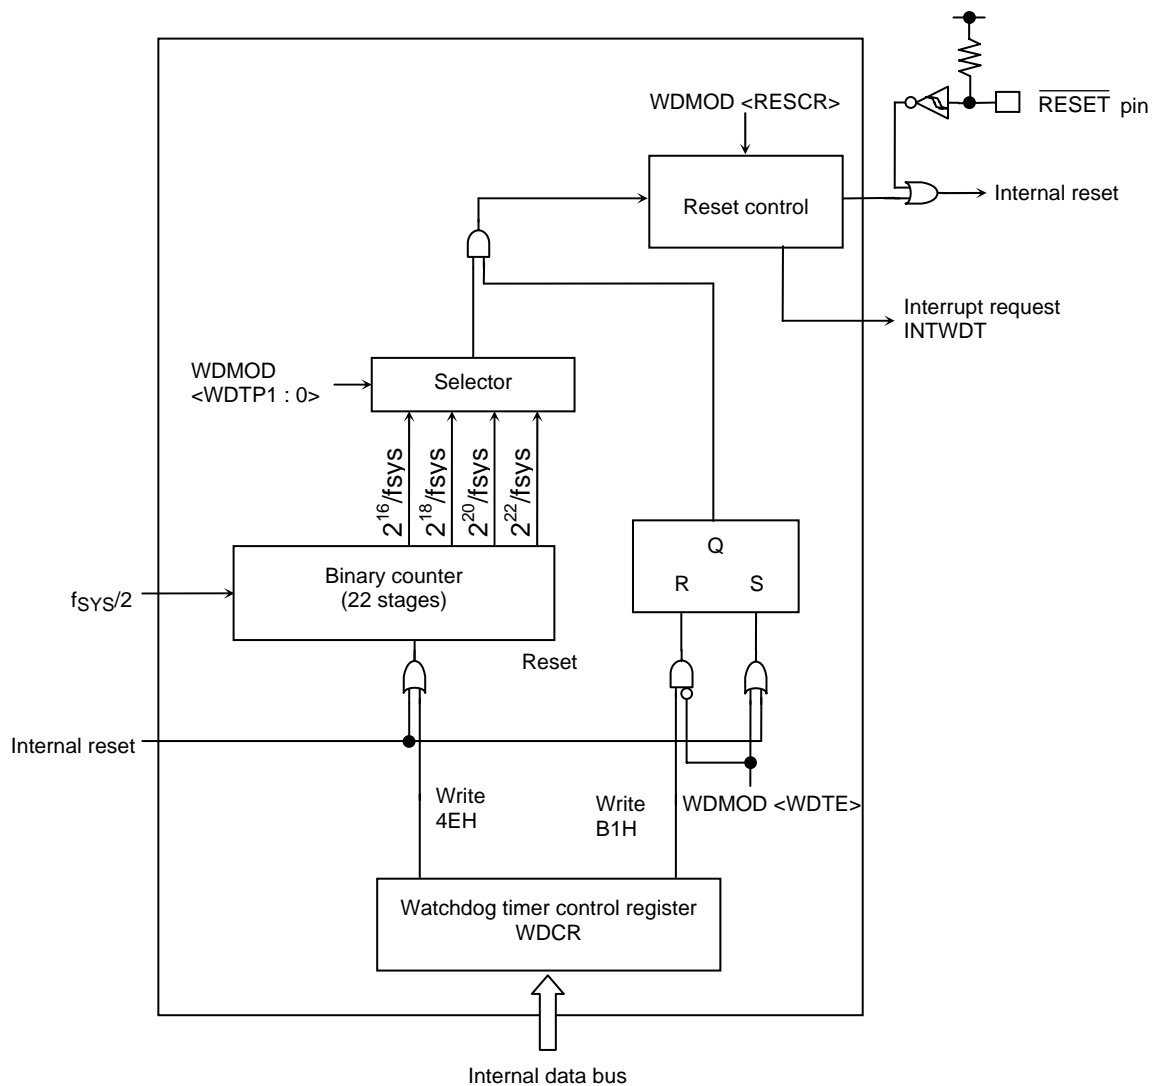 WDMOD <RESCR>
RESET pin
Reset control
Internal reset
Interrupt request
INTWDT
WDMOD
<WDTP1 : 0>
Selector
2^16/fsys
2^18/fsys
2^20/fsys
2^22/fsys
Q
R S
Binary counter
(22 stages)
fSYS/2
Reset
Internal reset
Write
4EH
Write
B1H
WDMOD <WDTE>
Watchdog timer control register
WDCR
Internal data bus